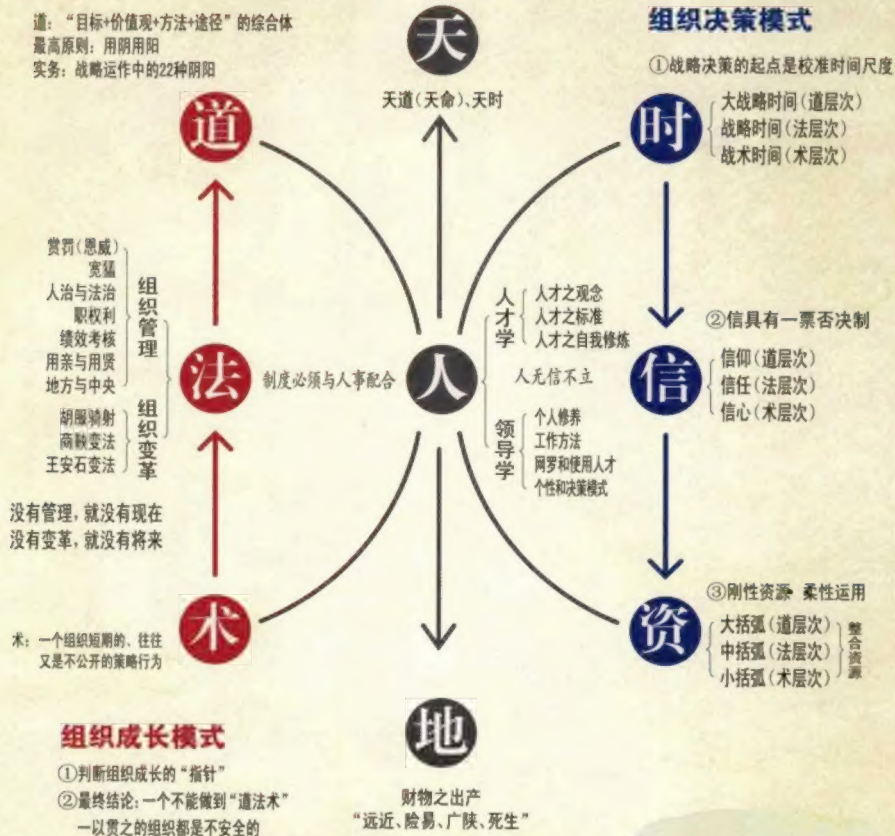 道：“目标+价值观+方法+途径”的综合体
最高原则：用阴用阳
实务：战略运作中的22种阴阳
道
赏罚(恩威)
宽猛
人治与法治
职权利
绩效考核
用亲与用贤
地方与中央
组织管理
胡服骑射
商鞅变法
王安石变法
组织变革
法
没有管理，就没有现在
没有变革，就没有将来
术
术：一个组织短期的、往往
又是不公开的策略行为
组织成长模式
①判断组织成长的“指针”
②最终结论：一个不能做到“道法术”
一以贯之的组织都是不安全的
天
天道(天命)、天时
制度必须与人事配合
人
人才学
人才之观念
人才之标准
人才之自我修炼
人无信不立
领导学
个人修养
工作方法
网罗和使用人才
个性和决策模式
地
财物之出产
“远近、险易、广陕、死生”
组织决策模式
①战略决策的起点是校准时间尺度
时
大战略时间(道层次)
战略时间(法层次)
战术时间(术层次)
②信具有一票否决制
信
信仰(道层次)
信任(法层次)
信心(术层次)
③刚性资源 柔性运用
资
大括弧(道层次)
中括弧(法层次)
小括弧(术层次)
整合资源